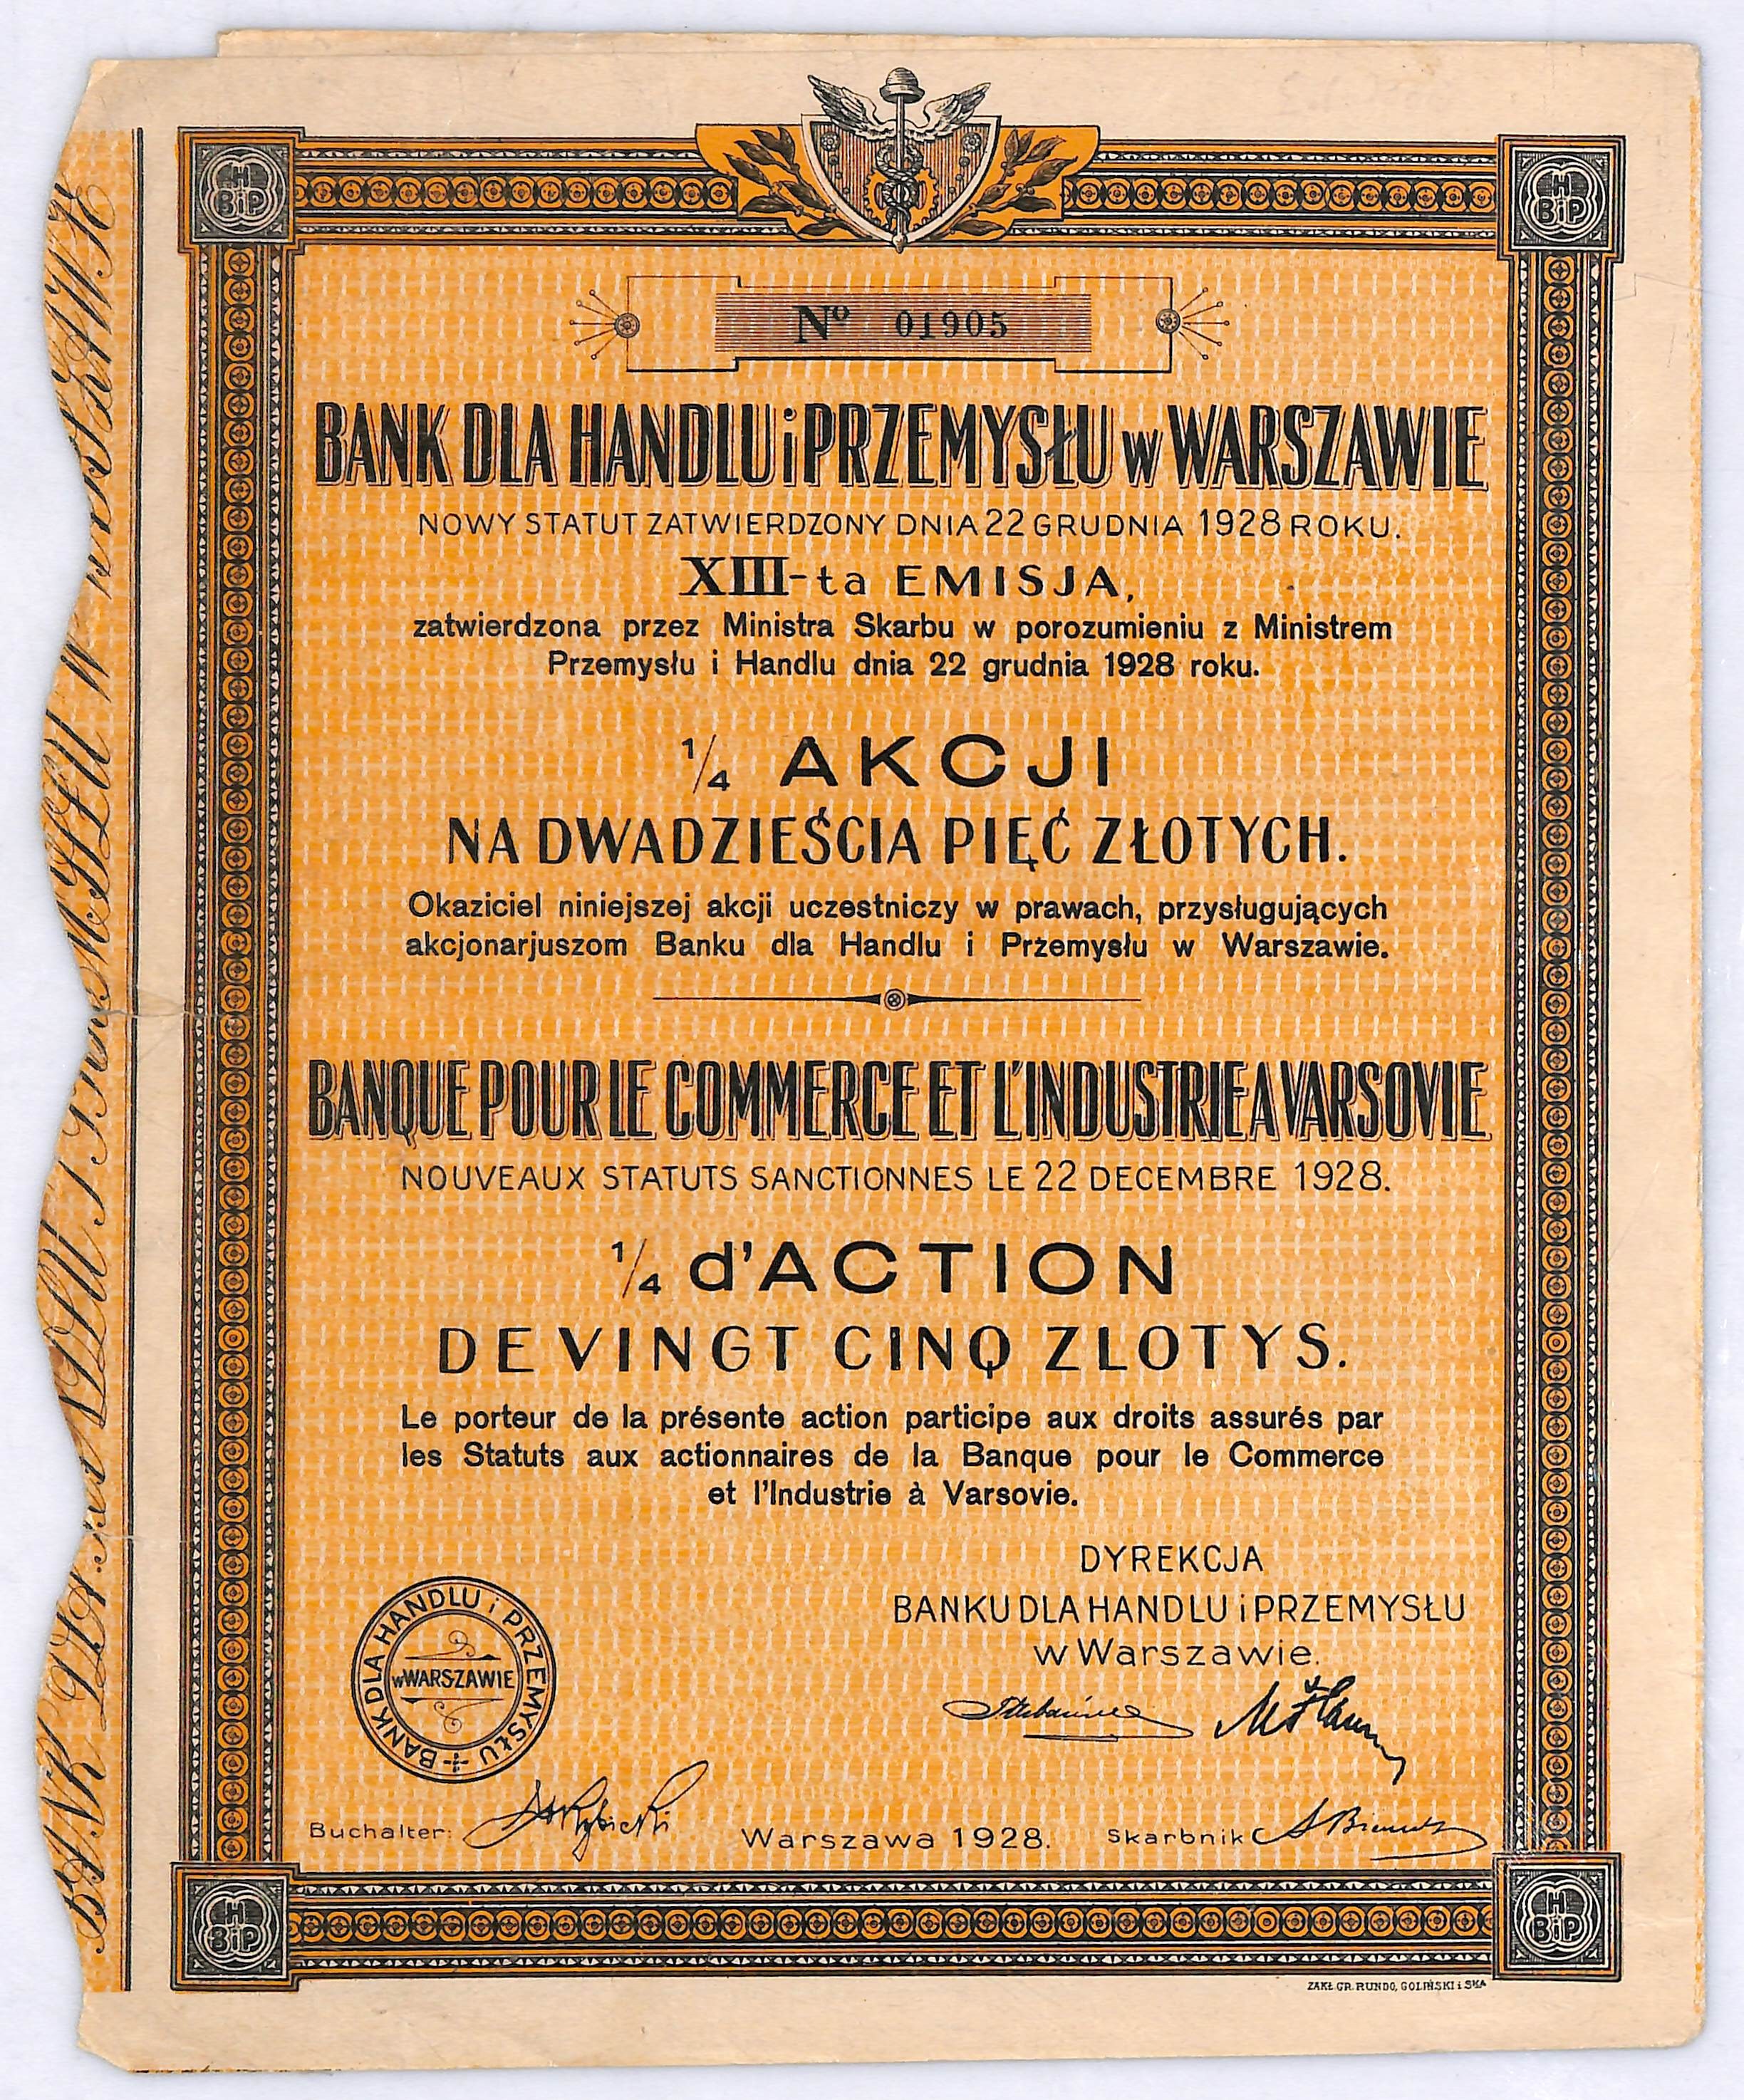 H
BiP
H
BiP
Nº 01905
BANK DLA HANDLU i PRZEMYSŁU w WARSZAWIE
NOWY STATUT ZATWIERDZONY DNIA 22 GRUDNIA 1928 ROKU.
XIII-ta EMISJA,
zatwierdzona przez Ministra Skarbu w porozumieniu z Ministrem
Przemysłu i Handlu dnia 22 grudnia 1928 roku.
¼ AKCJI
NA DWADZIEŚCIA PIĘĆ ZŁOTYCH.
Okaziciel niniejszej akcji uczestniczy w prawach, przysługujących
akcjonarjuszom Banku dla Handlu i Przemysłu w Warszawie.
BANQUE POUR LE COMMERCE ET L'INDUSTRIE A VARSOVIE
NOUVEAUX STATUTS SANCTIONNES LE 22 DECEMBRE 1928.
¼ d'ACTION
DE VINGT CINQ ZLOTYS.
Le porteur de la présente action participe aux droits assurés par
les Statuts aux actionnaires de la Banque pour le Commerce
et l'Industrie à Varsovie.
DYREKCJA
BANKU DLA HANDLU i PRZEMYSŁU
w Warszawie.
BANK DLA HANDLU i PRZEMYSŁU
w WARSZAWIE
Buchalter:
Warszawa 1928.
Skarbnik
H
BiP
H
BiP
ZAKŁ. GR. RUNDO, GOLIŃSKI i SKA